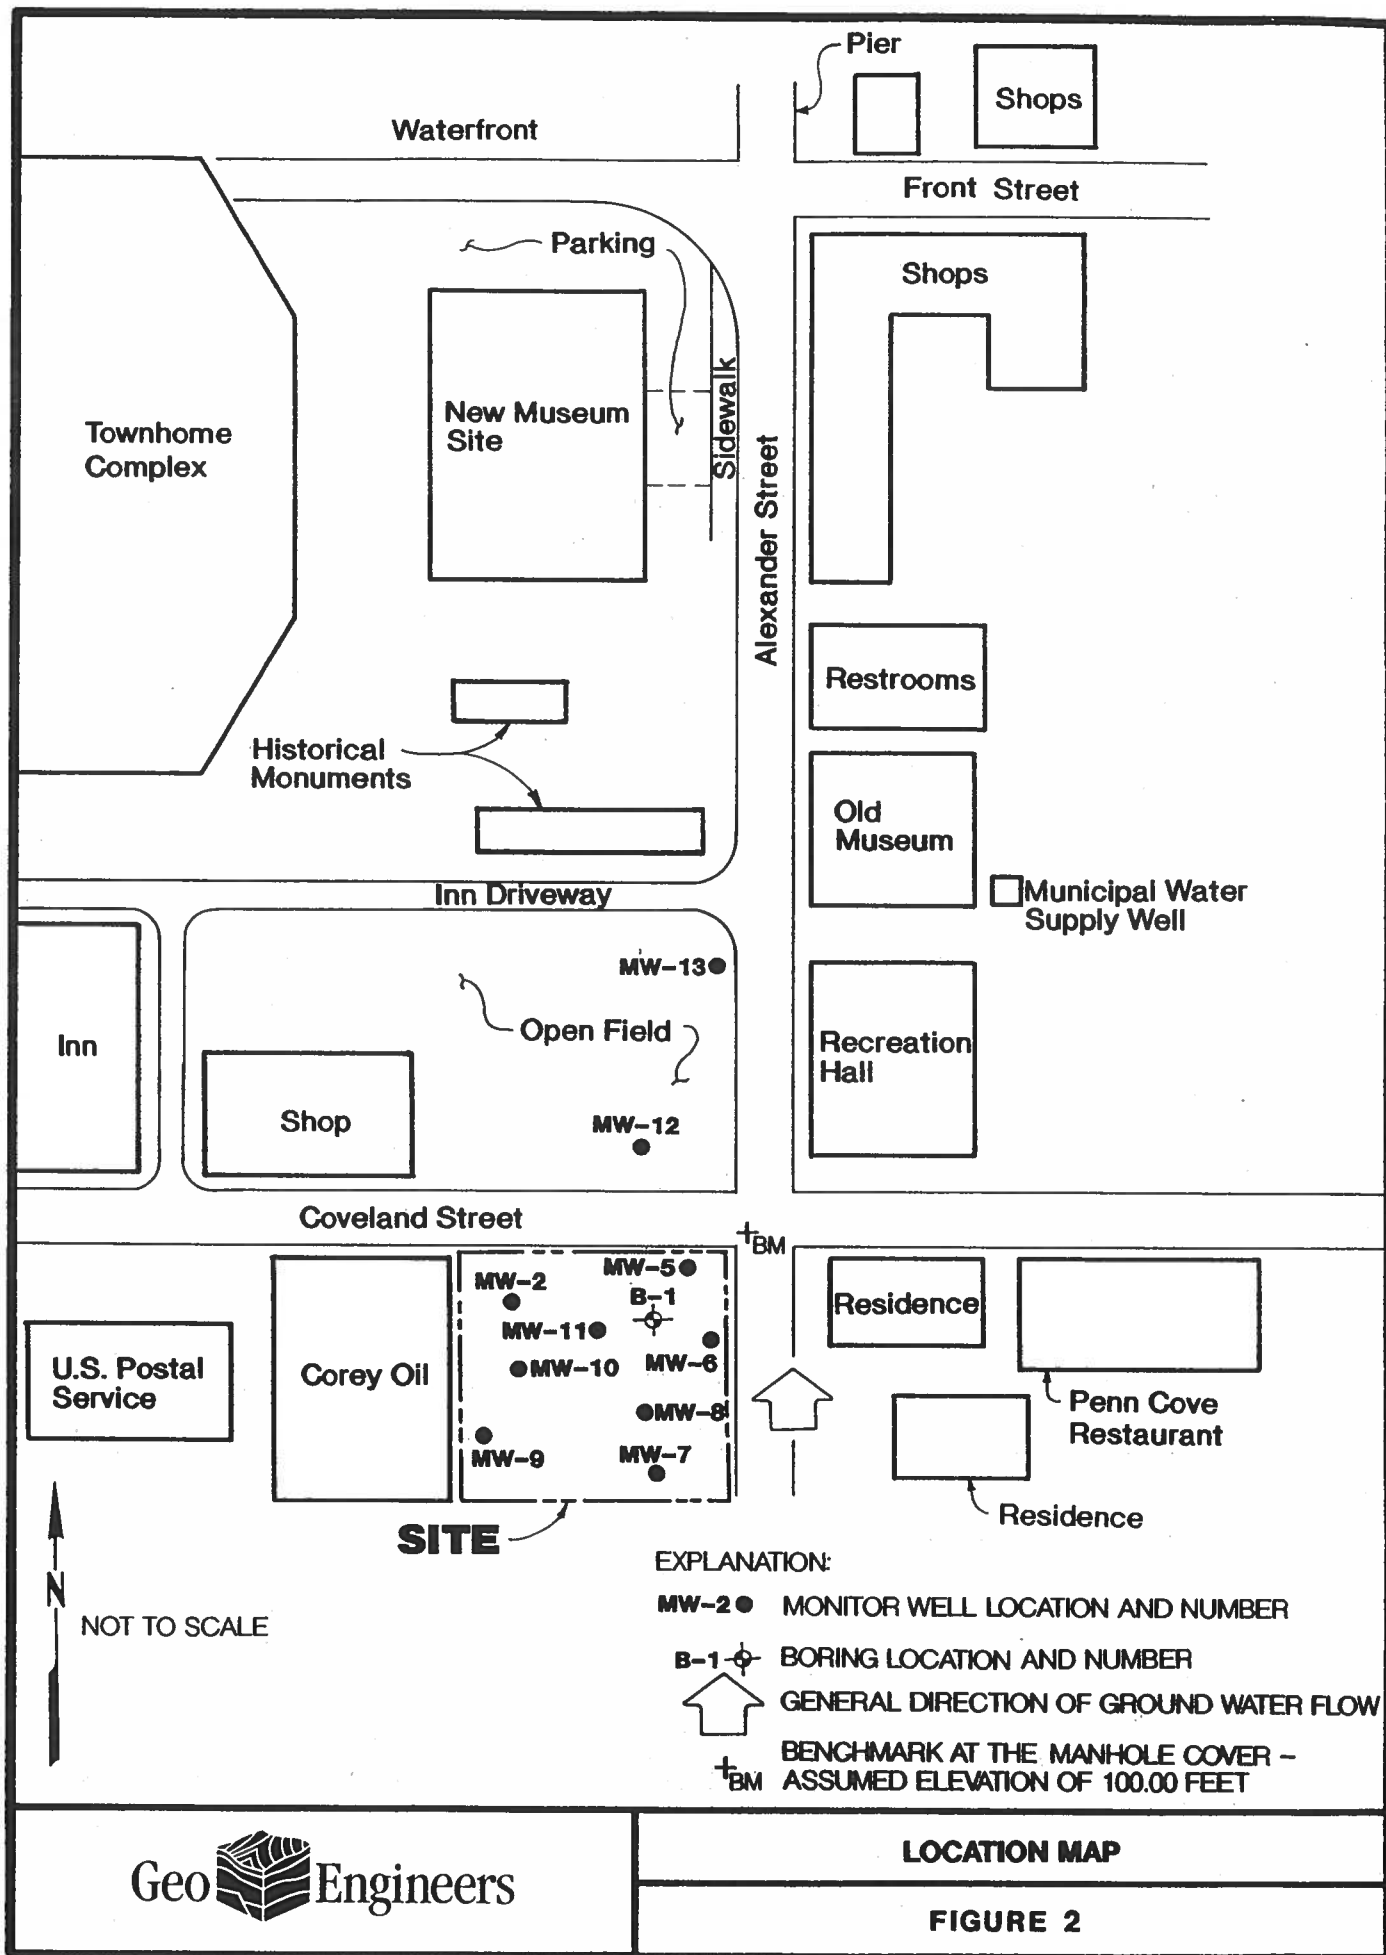 Pier
Shops
Waterfront
Front Street
Parking
Shops
New Museum
Site
Sidewalk
Townhome
Complex
Alexander Street
Restrooms
Historical
Monuments
Old
Museum
Inn Driveway
Municipal Water
Supply Well
MW-13
Open Field
Inn
Recreation
Hall
Shop
MW-12
Coveland Street
BM
MW-5
MW-2
B-1
Residence
MW-11
MW-10
MW-6
U.S. Postal
Service
Corey Oil
MW-8
Penn Cove
Restaurant
MW-9
MW-7
Residence
SITE
EXPLANATION:
N
MW-2 MONITOR WELL LOCATION AND NUMBER
NOT TO SCALE
B-1 BORING LOCATION AND NUMBER
GENERAL DIRECTION OF GROUND WATER FLOW
BENCHMARK AT THE MANHOLE COVER -
BM ASSUMED ELEVATION OF 100.00 FEET
Geo Engineers
LOCATION MAP
FIGURE 2